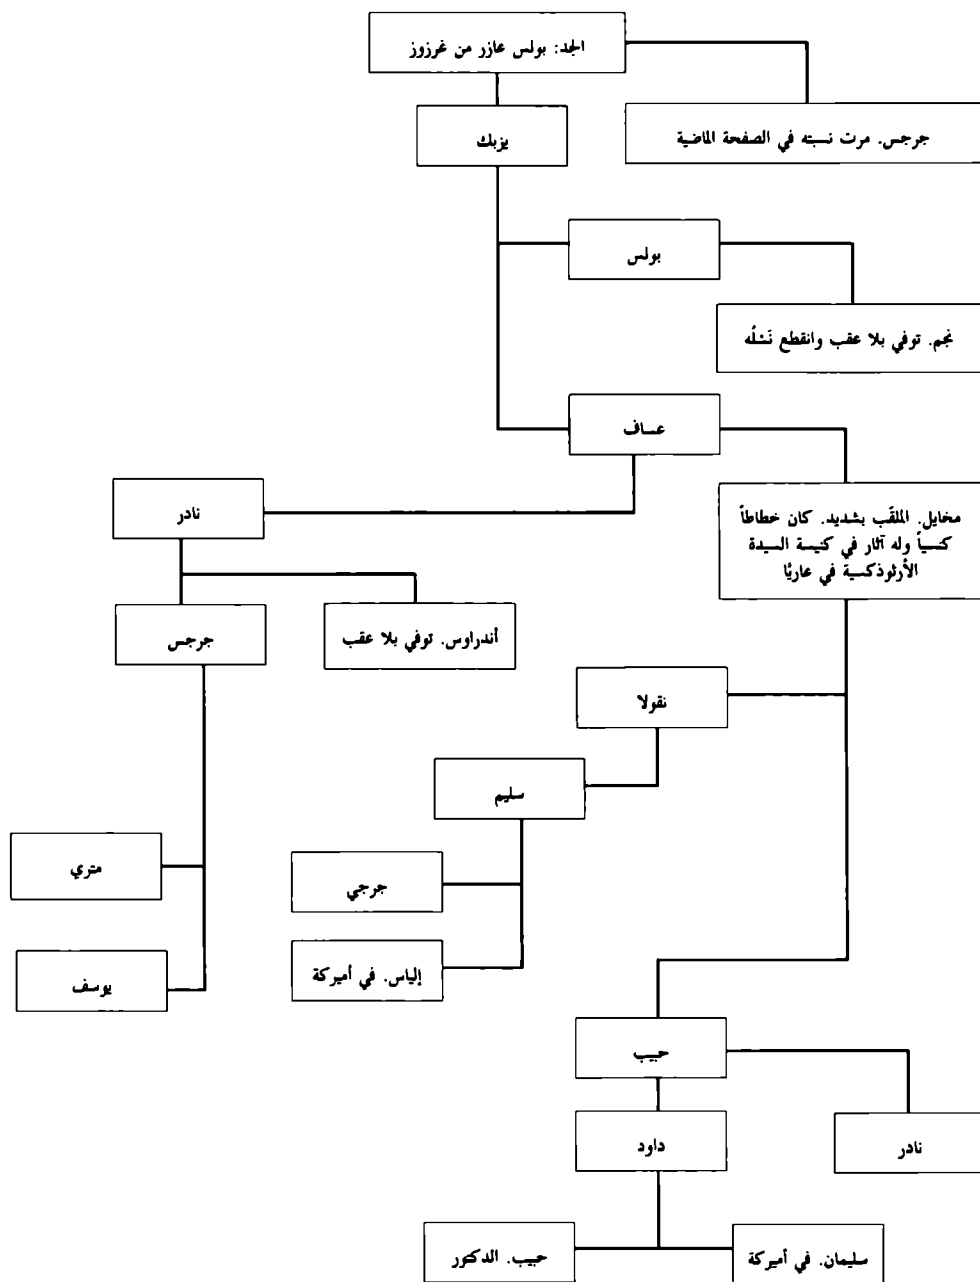 الجد: بولس عازر من غرزوز
جرجس. مرت نسبته في الصفحة الماضية
يزبك
بولس
نجم. توفي بلا عقب وانقطع نَسْلُه
عساف
نادر
مخايل. الملقَّب بشديد. كان خطاطاً
كنسياً وله آثار في كنيسة السيدة
الأرثوذكسية في عاريّا
جرجس
أندراوس. توفي بلا عقب
نقولا
سليم
متري
جرجي
إلياس. في أميركة
يوسف
حبيب
داود
نادر
سليمان. في أميركة
حبيب. الدكتور